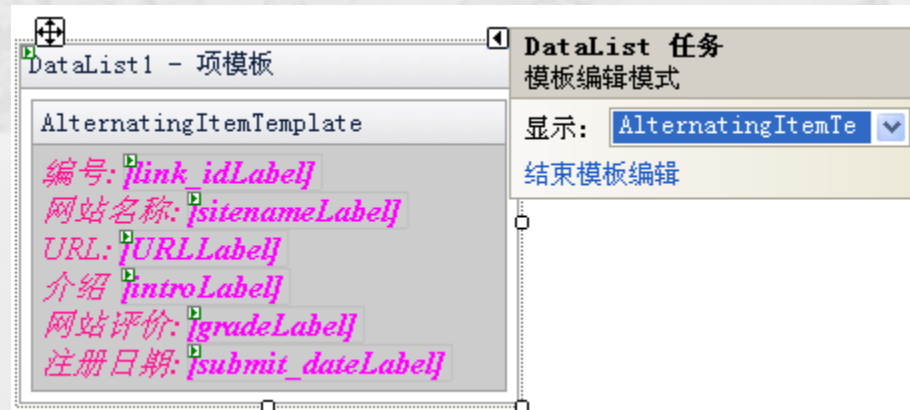 DataList1 - 项模板
AlternatingItemTemplate
编号: [link_idLabel]
网站名称: [sitenameLabel]
URL: [URLLabel]
介绍 [introLabel]
网站评价: [gradeLabel]
注册日期: [submit_dateLabel]
DataList 任务
模板编辑模式
显示: AlternatingItemTe
结束模板编辑